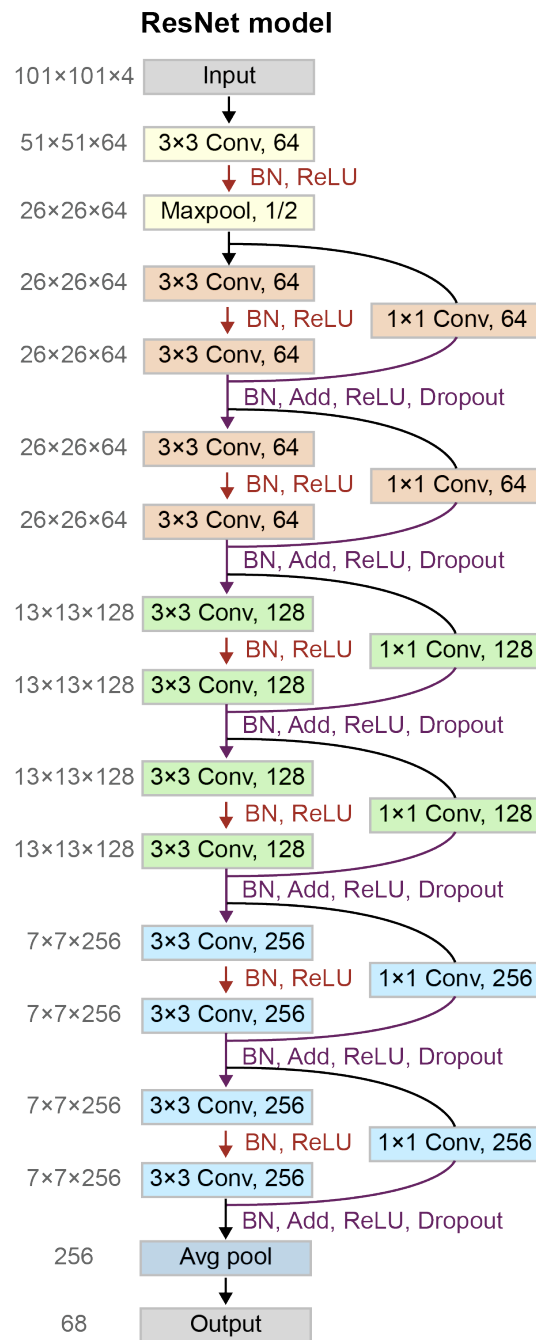 ResNet model
101×101×4 Input
51×51×64 3×3 Conv, 64
BN, ReLU
26×26×64 Maxpool, 1/2
26×26×64 3×3 Conv, 64
BN, ReLU 1×1 Conv, 64
26×26×64 3×3 Conv, 64
BN, Add, ReLU, Dropout
26×26×64 3×3 Conv, 64
BN, ReLU 1×1 Conv, 64
26×26×64 3×3 Conv, 64
BN, Add, ReLU, Dropout
13×13×128 3×3 Conv, 128
BN, ReLU 1×1 Conv, 128
13×13×128 3×3 Conv, 128
BN, Add, ReLU, Dropout
13×13×128 3×3 Conv, 128
BN, ReLU 1×1 Conv, 128
13×13×128 3×3 Conv, 128
BN, Add, ReLU, Dropout
7×7×256 3×3 Conv, 256
BN, ReLU 1×1 Conv, 256
7×7×256 3×3 Conv, 256
BN, Add, ReLU, Dropout
7×7×256 3×3 Conv, 256
BN, ReLU 1×1 Conv, 256
7×7×256 3×3 Conv, 256
BN, Add, ReLU, Dropout
256 Avg pool
68 Output